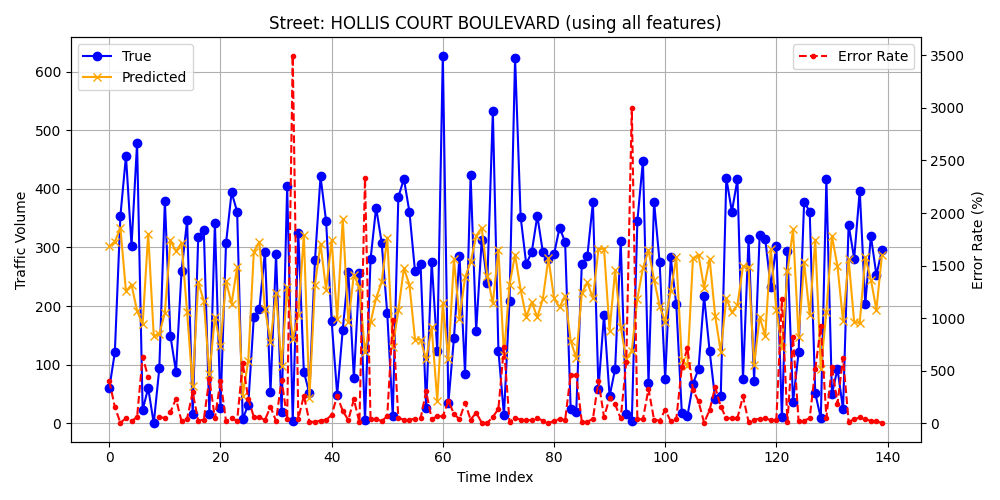 Street: HOLLIS COURT BOULEVARD (using all features)
True
Predicted
Error Rate
Traffic Volume
600
500
400
300
200
100
0
3500
3000
2500
2000
1500
1000
500
0
Error Rate (%)
0 20 40 60 80 100 120 140
Time Index